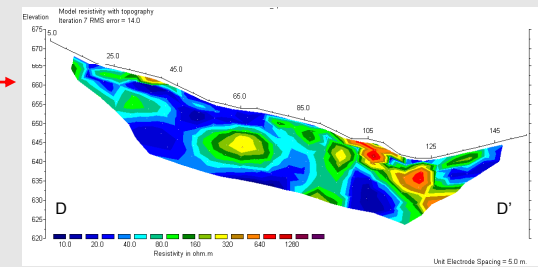 Model resistivity with topography
Elevation Iteration 7 RMS error = 14.0
675 5.0
670
665 25.0
660 45.0
655 65.0
650 85.0
645 105 125 145
640
635
630
625
620
D D'
10.0 20.0 40.0 80.0 160 320 640 1280
Resistivity in ohm.m
Unit Electrode Spacing = 5.0 m.